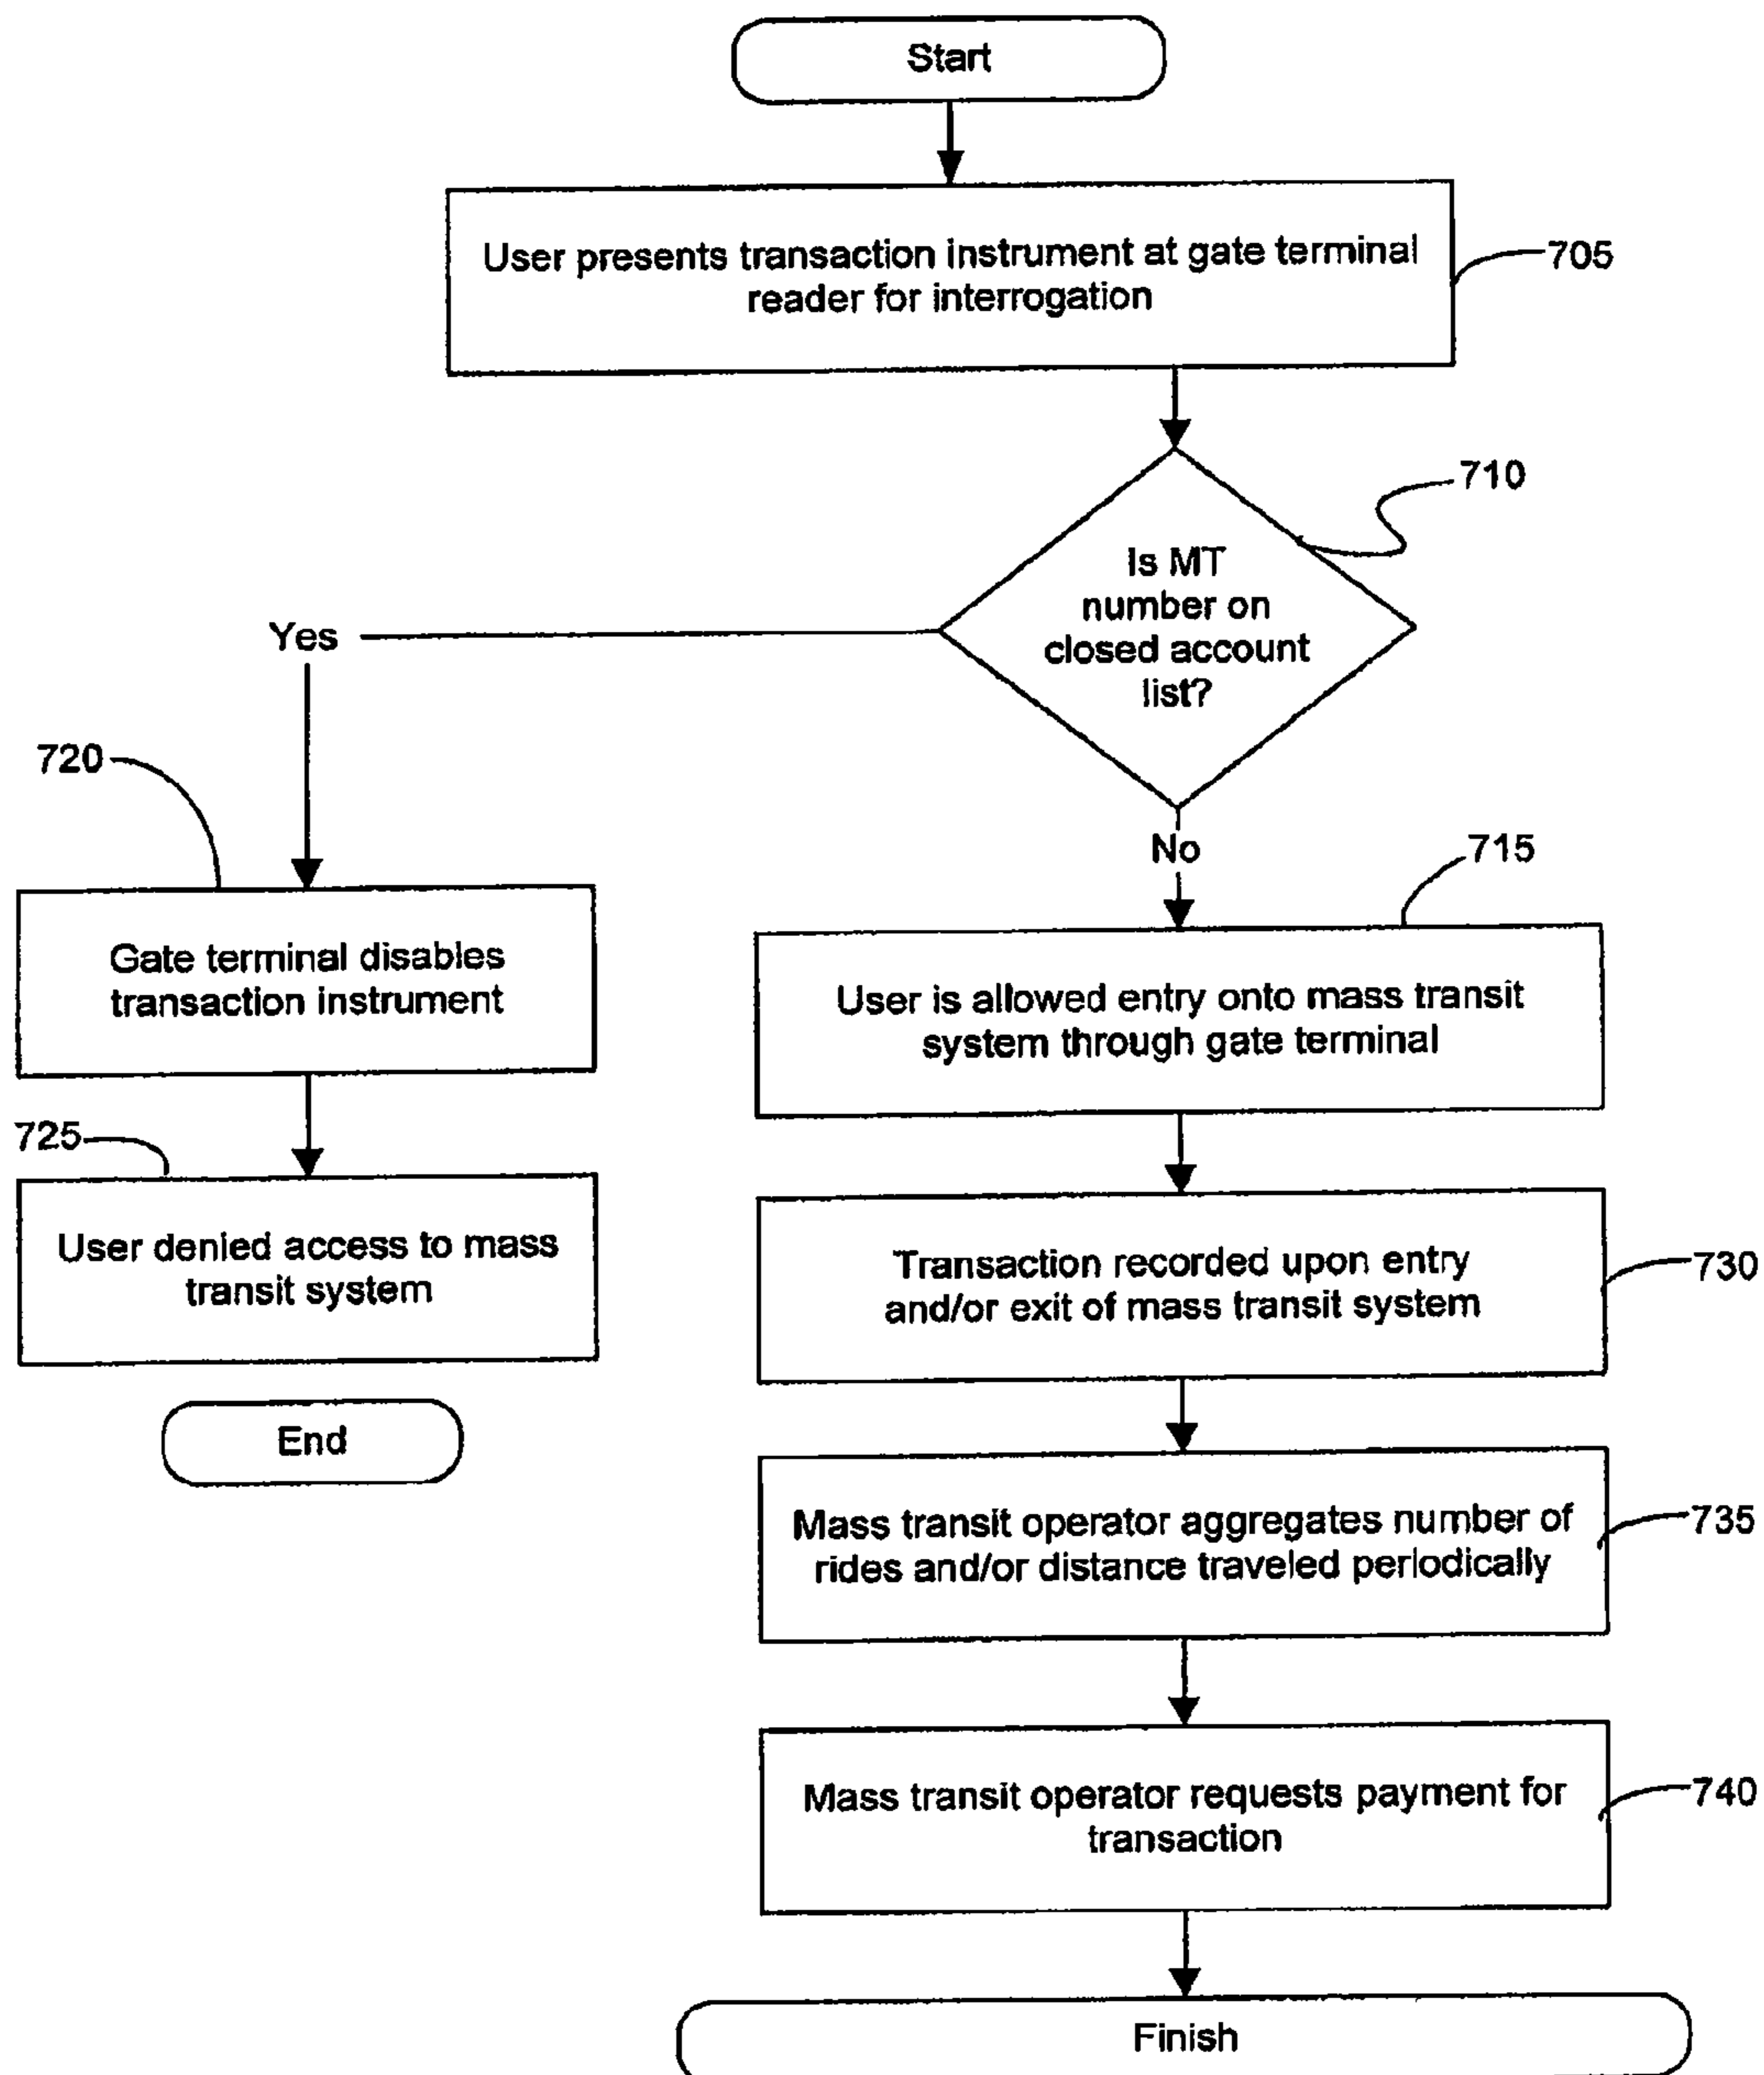 Start
User presents transaction instrument at gate terminal
reader for interrogation
705
710
Is MT
number on
closed account
list?
Yes
No
720
715
Gate terminal disables
transaction instrument
User is allowed entry onto mass transit
system through gate terminal
725
User denied access to mass
transit system
Transaction recorded upon entry
and/or exit of mass transit system
730
End
Mass transit operator aggregates number of
rides and/or distance traveled periodically
735
Mass transit operator requests payment for
transaction
740
Finish